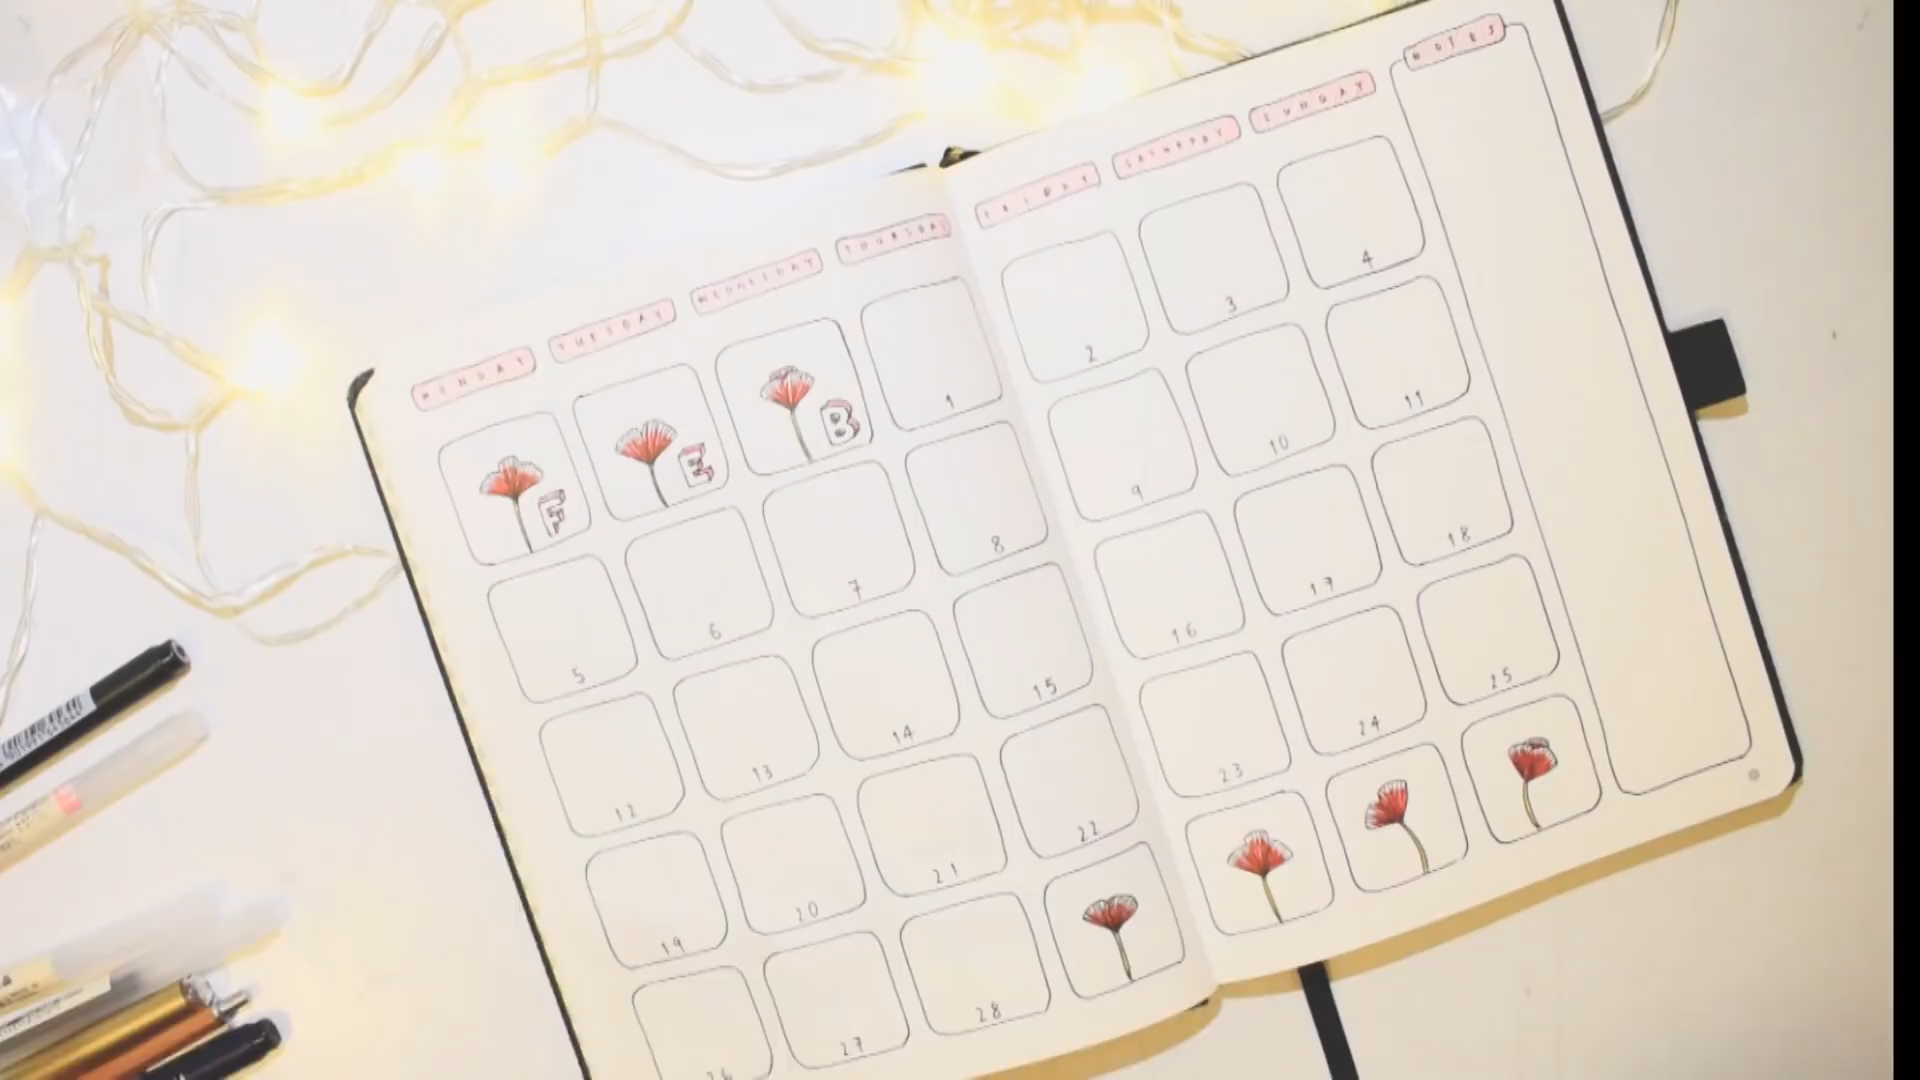 MONDAY TUESDAY WEDNESDAY THURSDAY FRIDAY SATURDAY SUNDAY NOTES
F E B 1 2 3 4
5 6 7 8 9 10 11
12 13 14 15 16 17 18
19 20 21 22 23 24 25
26 27 28